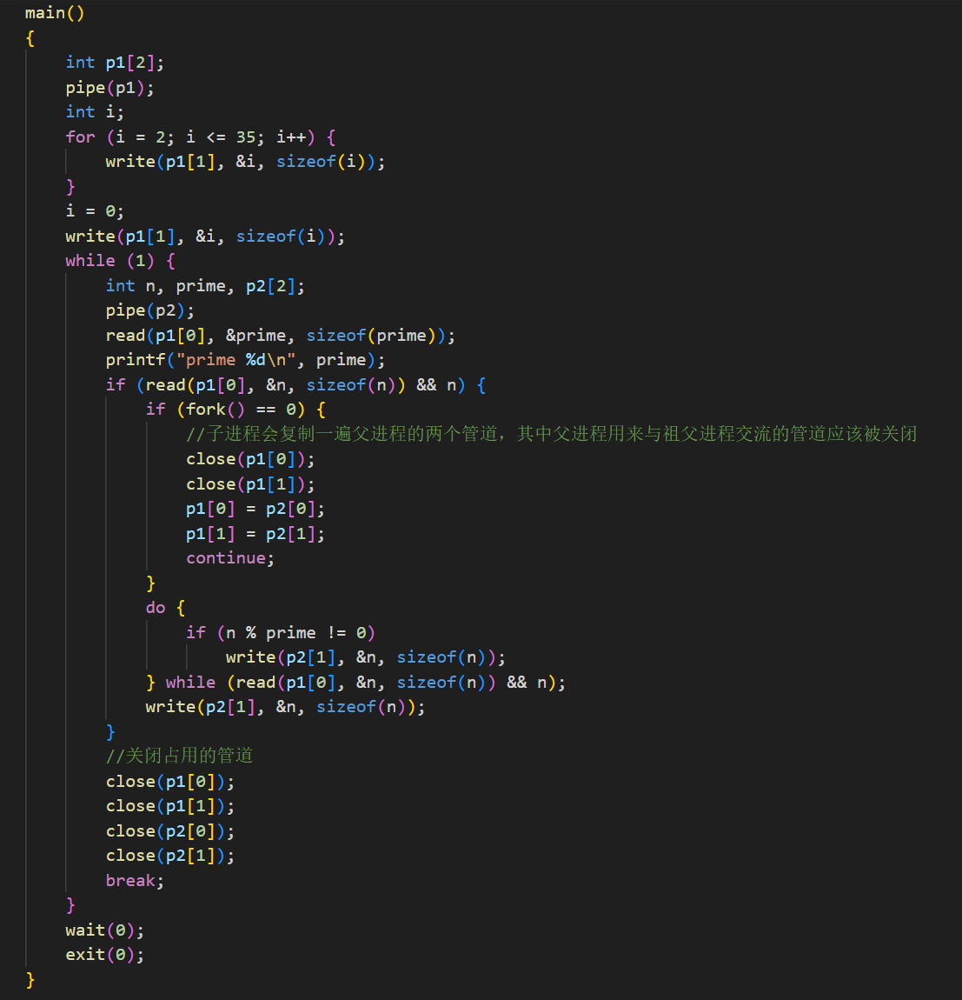 main()
{
    int p1[2];
    pipe(p1);
    int i;
    for (i = 2; i <= 35; i++) {
        write(p1[1], &i, sizeof(i));
    }
    i = 0;
    write(p1[1], &i, sizeof(i));
    while (1) {
        int n, prime, p2[2];
        pipe(p2);
        read(p1[0], &prime, sizeof(prime));
        printf("prime %d\n", prime);
        if (read(p1[0], &n, sizeof(n)) && n) {
            if (fork() == 0) {
                //子进程会复制一遍父进程的两个管道，其中父进程用来与祖父进程交流的管道应该被关闭
                close(p1[0]);
                close(p1[1]);
                p1[0] = p2[0];
                p1[1] = p2[1];
                continue;
            }
            do {
                if (n % prime != 0)
                    write(p2[1], &n, sizeof(n));
            } while (read(p1[0], &n, sizeof(n)) && n);
            write(p2[1], &n, sizeof(n));
        }
        //关闭占用的管道
        close(p1[0]);
        close(p1[1]);
        close(p2[0]);
        close(p2[1]);
        break;
    }
    wait(0);
    exit(0);
}